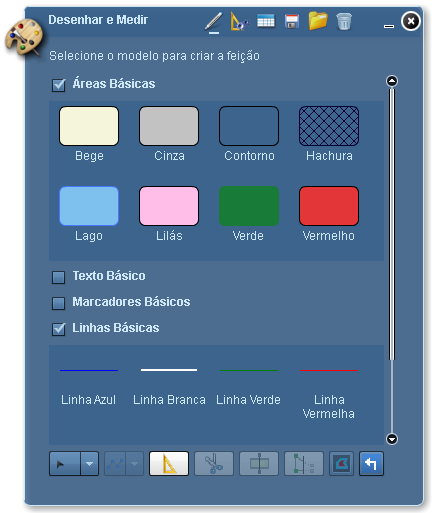 Desenhar e Medir
Selecione o modelo para criar a feição
Áreas Básicas
Bege
Cinza
Contorno
Hachura
Lago
Lilás
Verde
Vermelho
Texto Básico
Marcadores Básicos
Linhas Básicas
Linha Azul
Linha Branca
Linha Verde
Linha
Vermelha